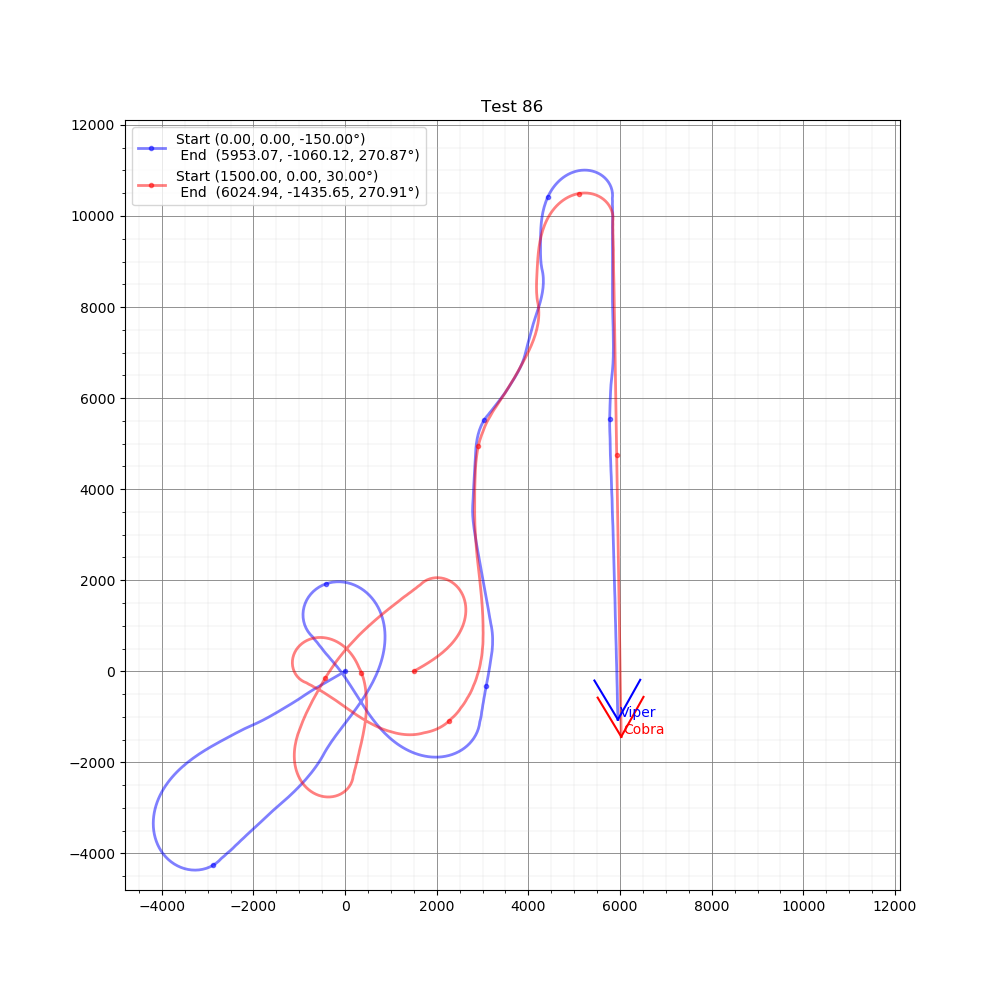 Test 86
Start (0.00, 0.00, -150.00°)
End (5953.07, -1060.12, 270.87°)
Start (1500.00, 0.00, 30.00°)
End (6024.94, -1435.65, 270.91°)
12000
10000
8000
6000
4000
2000
0
−2000
−4000
Viper
Cobra
−4000 −2000 0 2000 4000 6000 8000 10000 12000